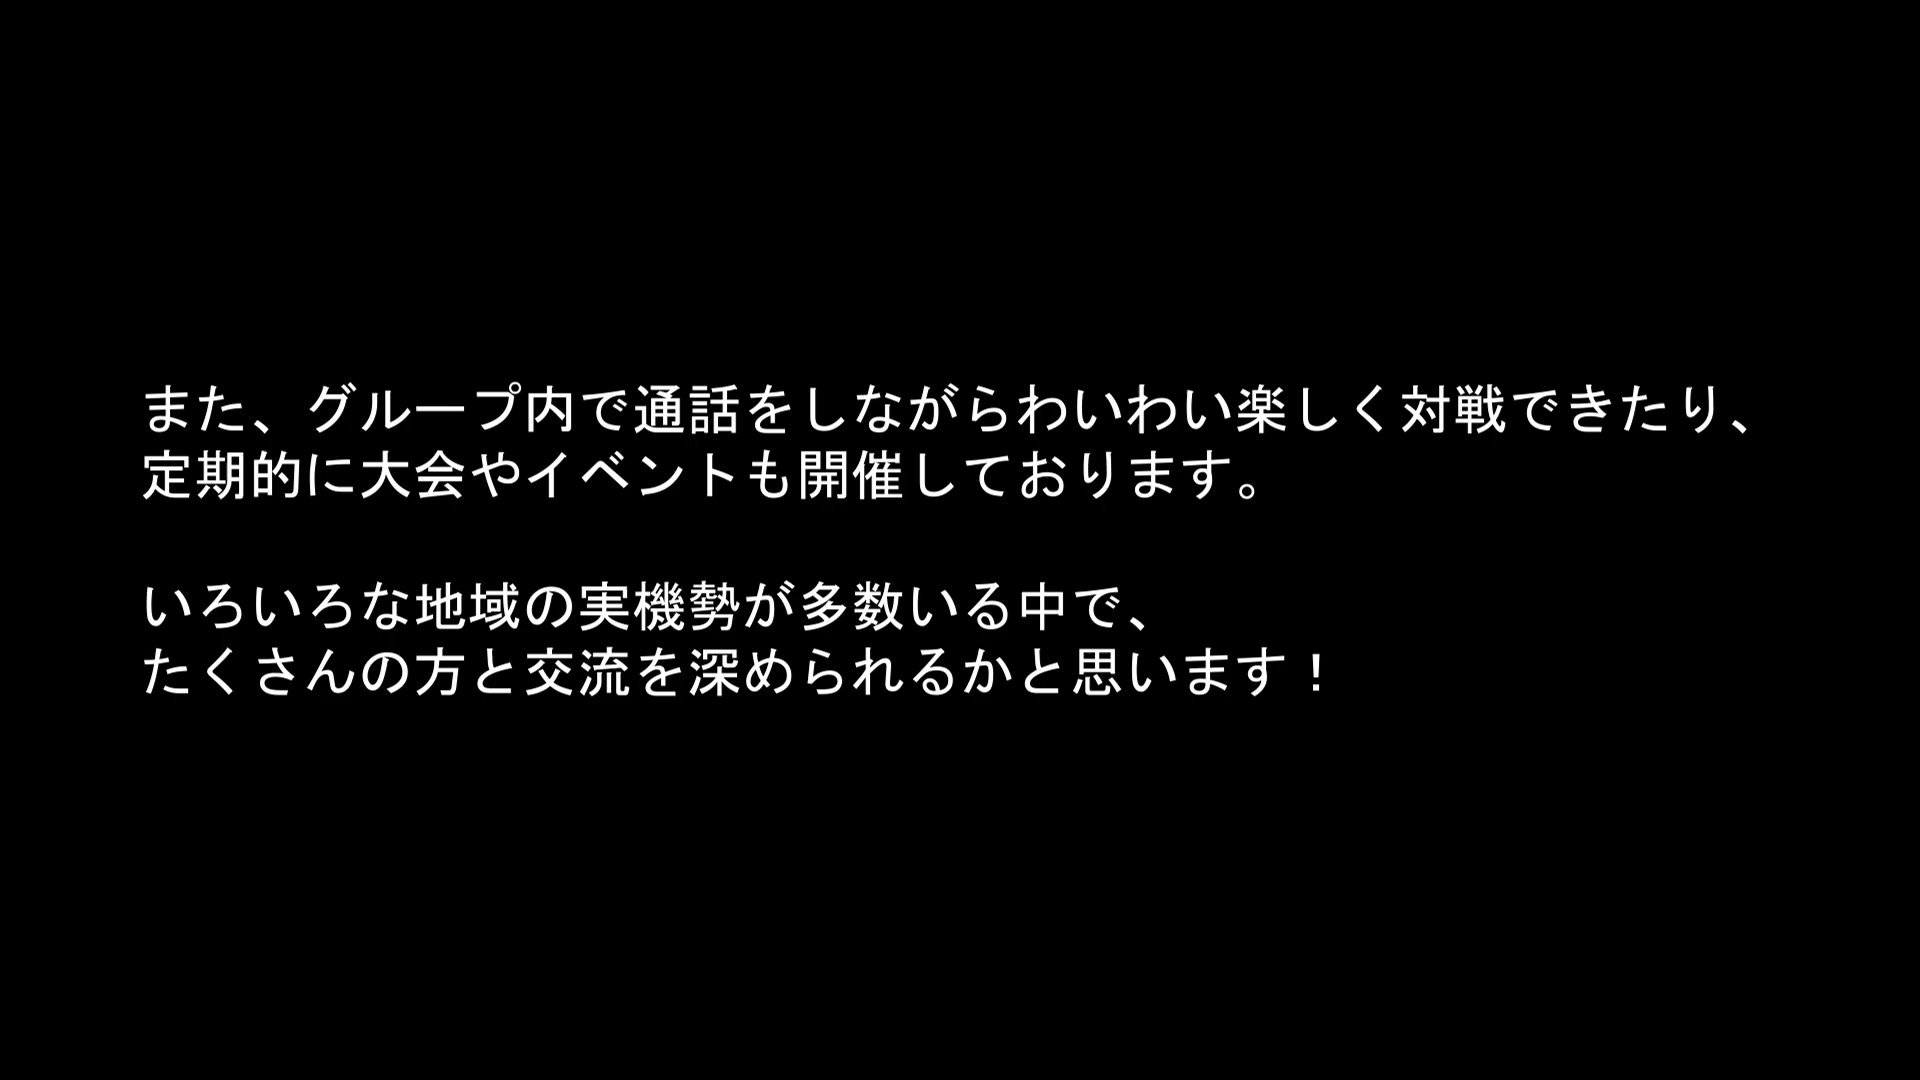 また、グループ内で通話をしながらわいわい楽しく対戦できたり、
定期的に大会やイベントも開催しております。
いろいろな地域の実機勢が多数いる中で、
たくさんの方と交流を深められるかと思います！